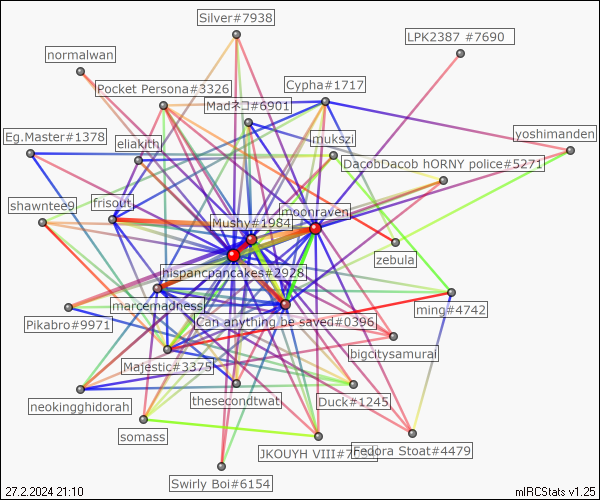 Silver#7938
LPK2387 #7690
normalwan
Pocket Persona#3326
Cypha#1717
Madネコ#6901
Eg.Master#1378
eliakith
mukszi
yoshimanden
DacobDacob hORNY police#5271
shawntee9
frisout
Mushy#1984
moonraven
zebula
hispancpancakes#2928
marcemadness
ming#4742
Pikabro#9971
Can anything be saved#0396
bigcitysamurai
Majestic#3375
neokingghidorah
thesecondtwat
Duck#1245
somass
JKOUYH VIII
Fedora Stoat#4479
Swirly Boi#6154
27.2.2024 21:10
mIRCStats v1.25